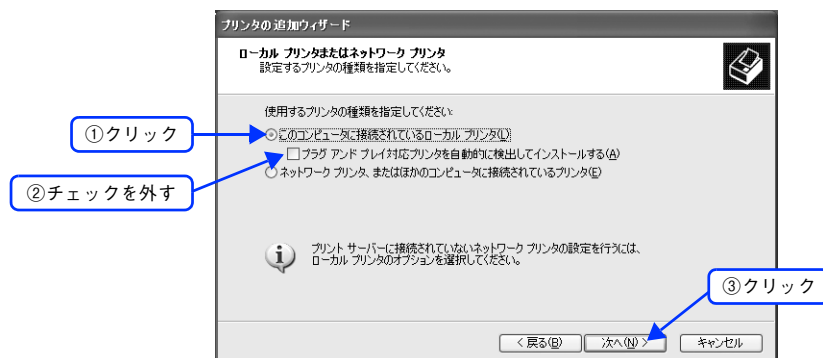 プリンタの追加ウィザード
ローカル プリンタまたはネットワーク プリンタ
設定するプリンタの種類を指定してください。
使用するプリンタの種類を指定してください:
①クリック
このコンピュータに接続されているローカル プリンタ(L)
プラグ アンド プレイ対応プリンタを自動的に検出してインストールする(A)
②チェックを外す
ネットワーク プリンタ、またはほかのコンピュータに接続されているプリンタ(E)
プリント サーバーに接続されていないネットワーク プリンタの設定を行うには、
ローカル プリンタのオプションを選択してください。
③クリック
< 戻る(B)
次へ(N) >
キャンセル